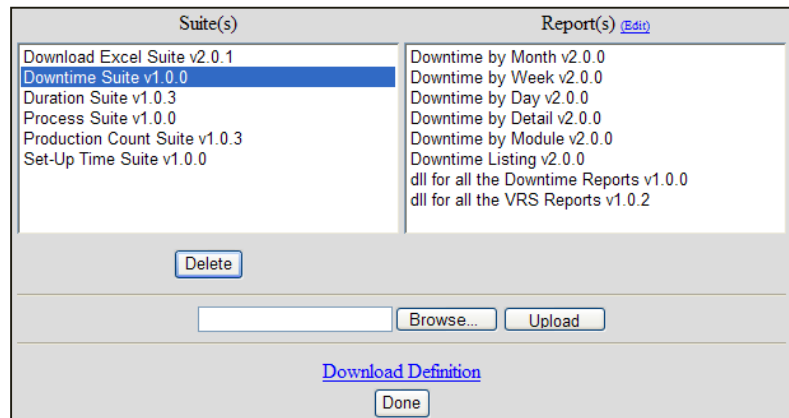 Suite(s)
Report(s) (Edit)
Download Excel Suite v2.0.1
Downtime Suite v1.0.0
Duration Suite v1.0.3
Process Suite v1.0.0
Production Count Suite v1.0.3
Set-Up Time Suite v1.0.0
Downtime by Month v2.0.0
Downtime by Week v2.0.0
Downtime by Day v2.0.0
Downtime by Detail v2.0.0
Downtime by Module v2.0.0
Downtime Listing v2.0.0
dll for all the Downtime Reports v1.0.0
dll for all the VRS Reports v1.0.2
Delete
Browse... Upload
Download Definition
Done